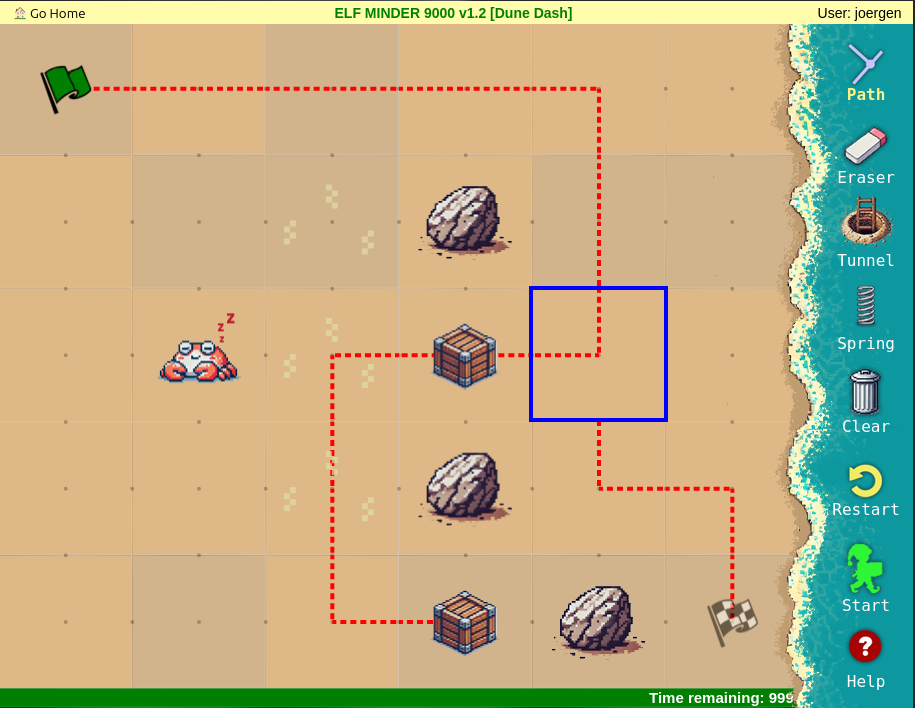 Go Home
ELF MINDER 9000 v1.2 [Dune Dash]
User: joergen
Path
Eraser
Tunnel
Spring
Clear
Restart
Start
?
Help
z
z
z
Time remaining: 999